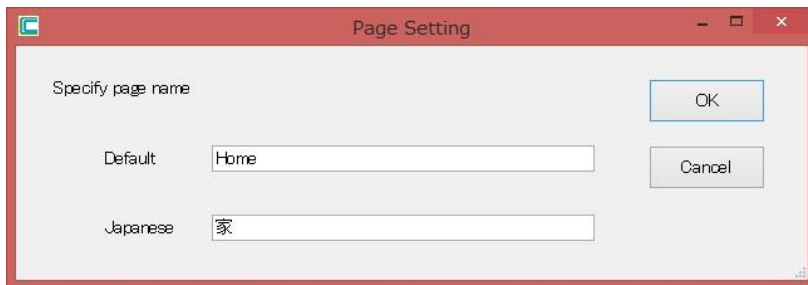 Page Setting
Specify page name
OK
Default
Home
Cancel
Japanese
家